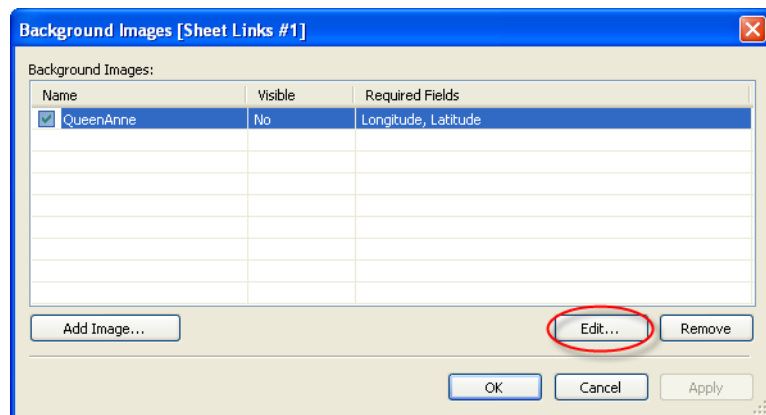 Background Images [Sheet Links #1]
Background Images:
Name Visible Required Fields
QueenAnne No Longitude, Latitude
Add Image... Edit... Remove
OK Cancel Apply